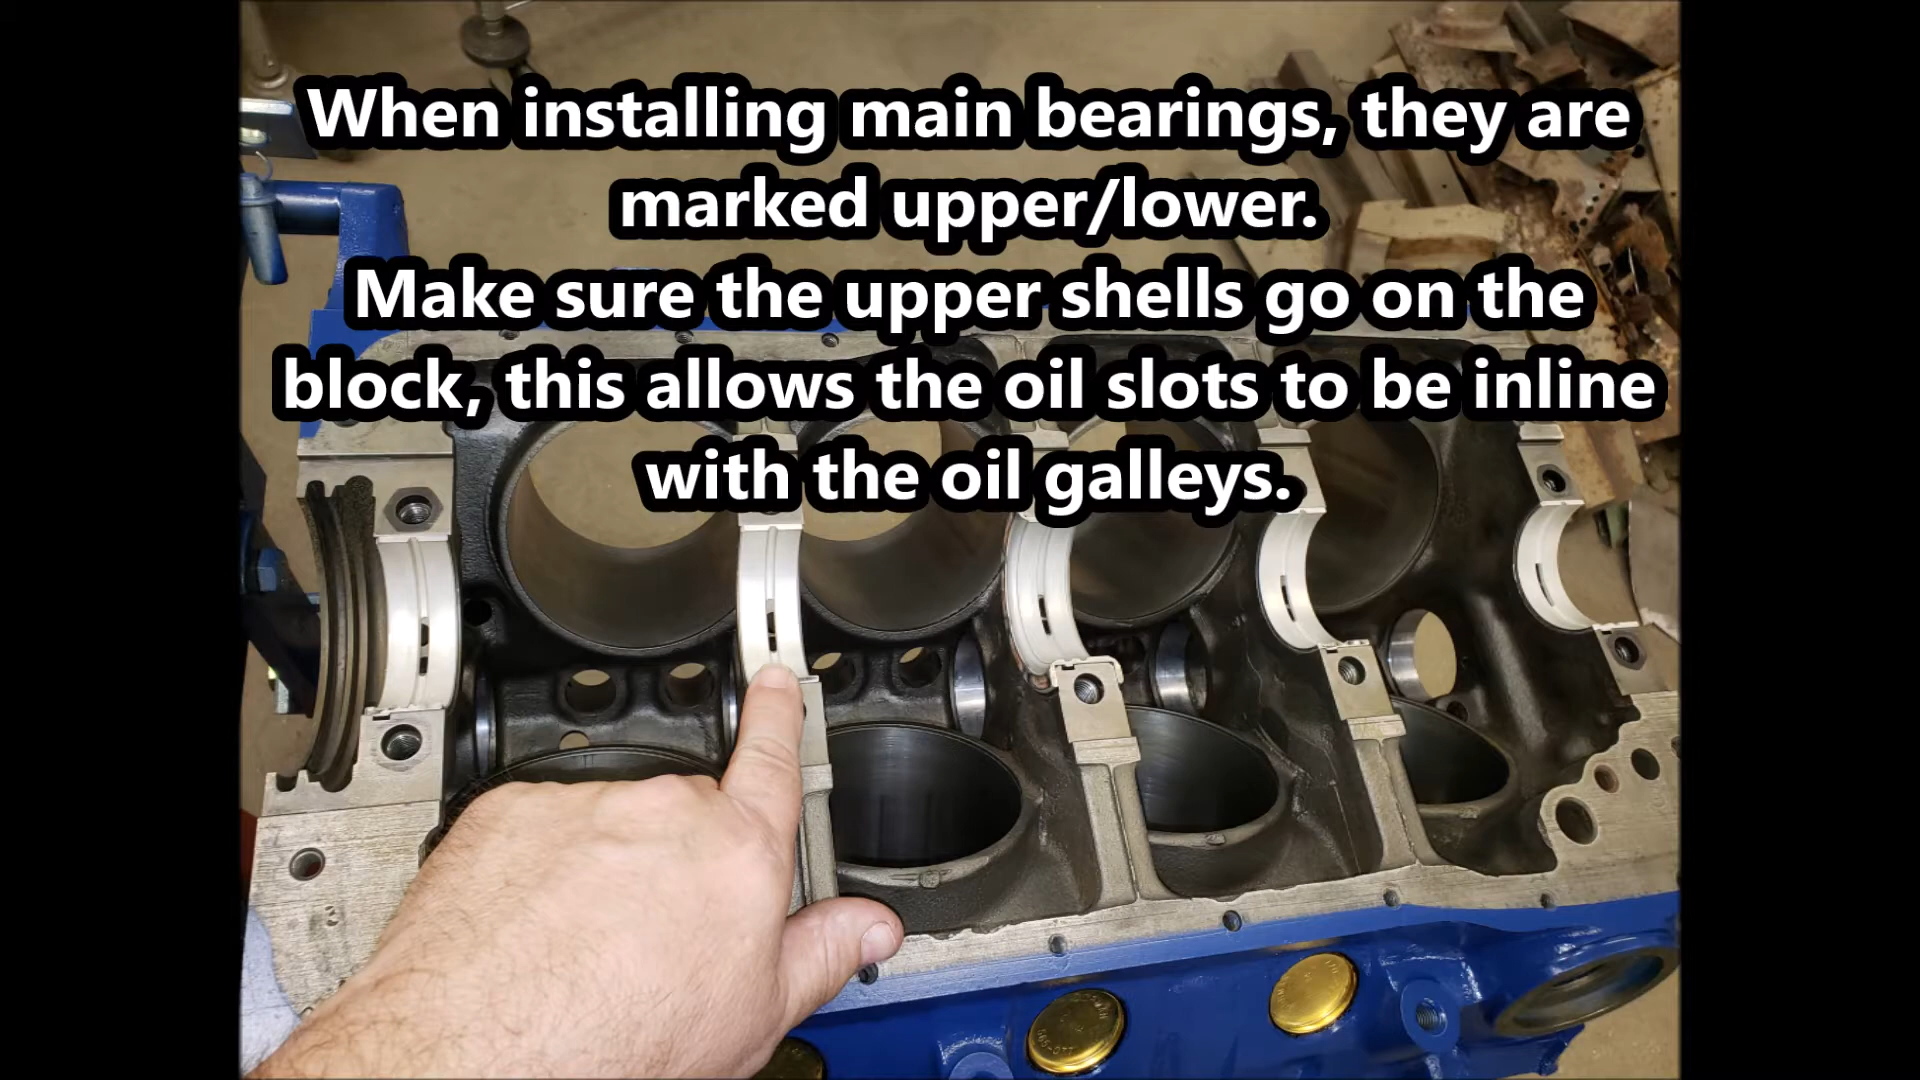 When installing main bearings, they are
marked upper/lower.
Make sure the upper shells go on the
block, this allows the oil slots to be inline
with the oil galleys.